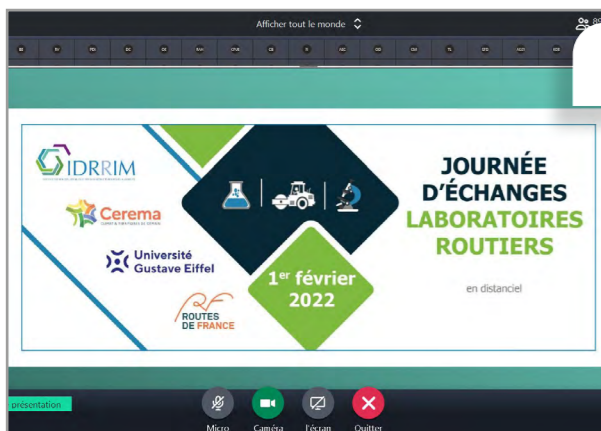 Afficher tout le monde
IDRRIM
Cerema
Université
Gustave Eiffel
ROUTES
DE FRANCE
1er février
2022
JOURNÉE
D'ÉCHANGES
LABORATOIRES
ROUTIERS
en distanciel
présentation
Micro
Caméra
l'écran
Quitter